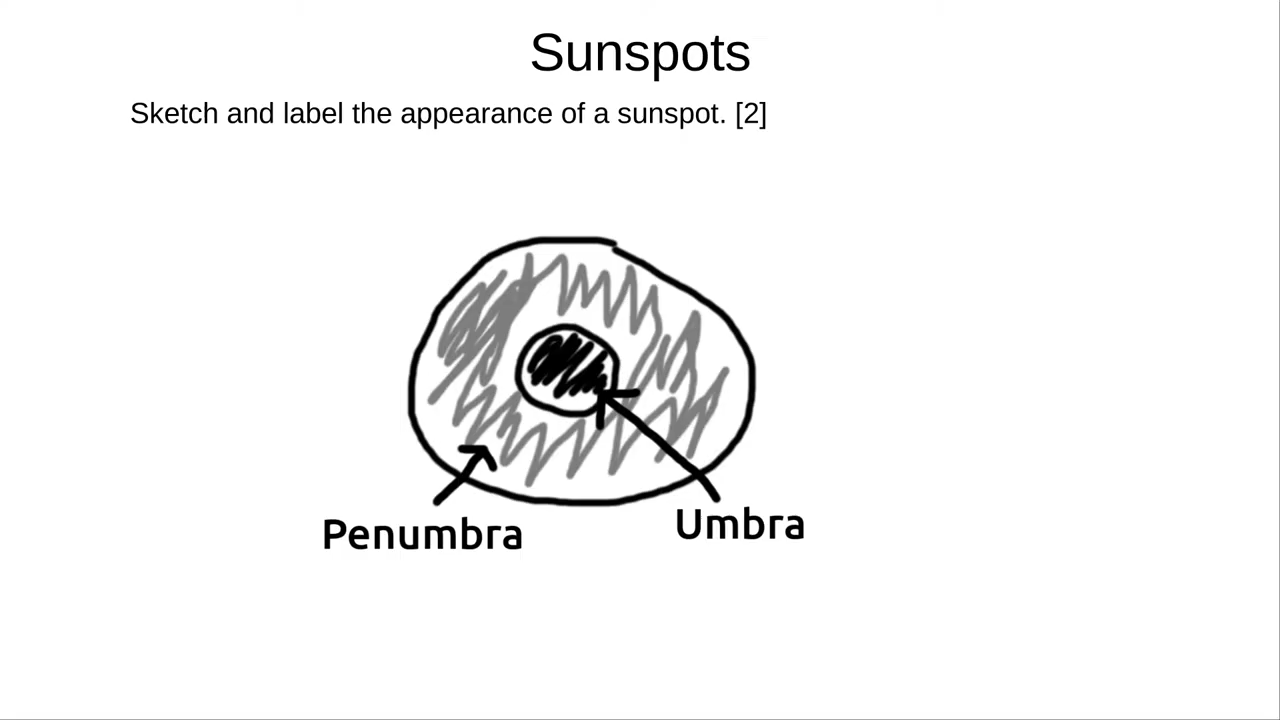 Sunspots
Sketch and label the appearance of a sunspot. [2]
Penumbra
Umbra